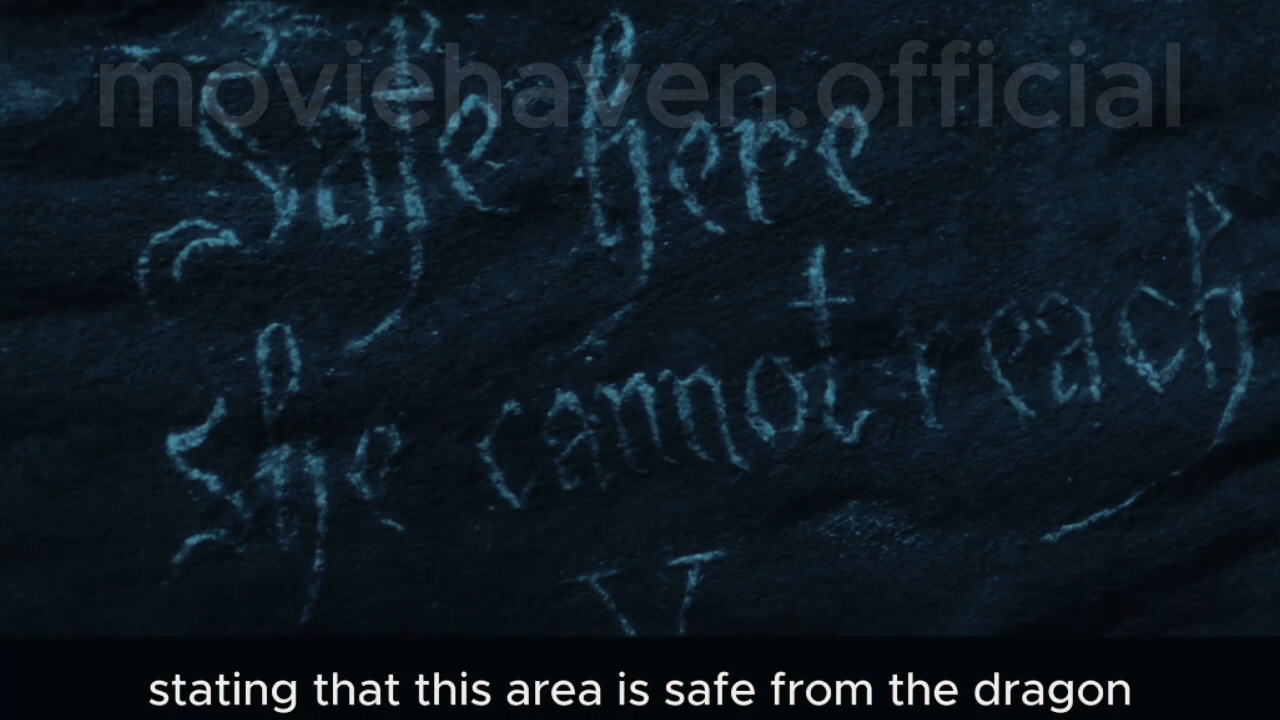 moviehaven.official
Safe here
She cannot reach
V
stating that this area is safe from the dragon